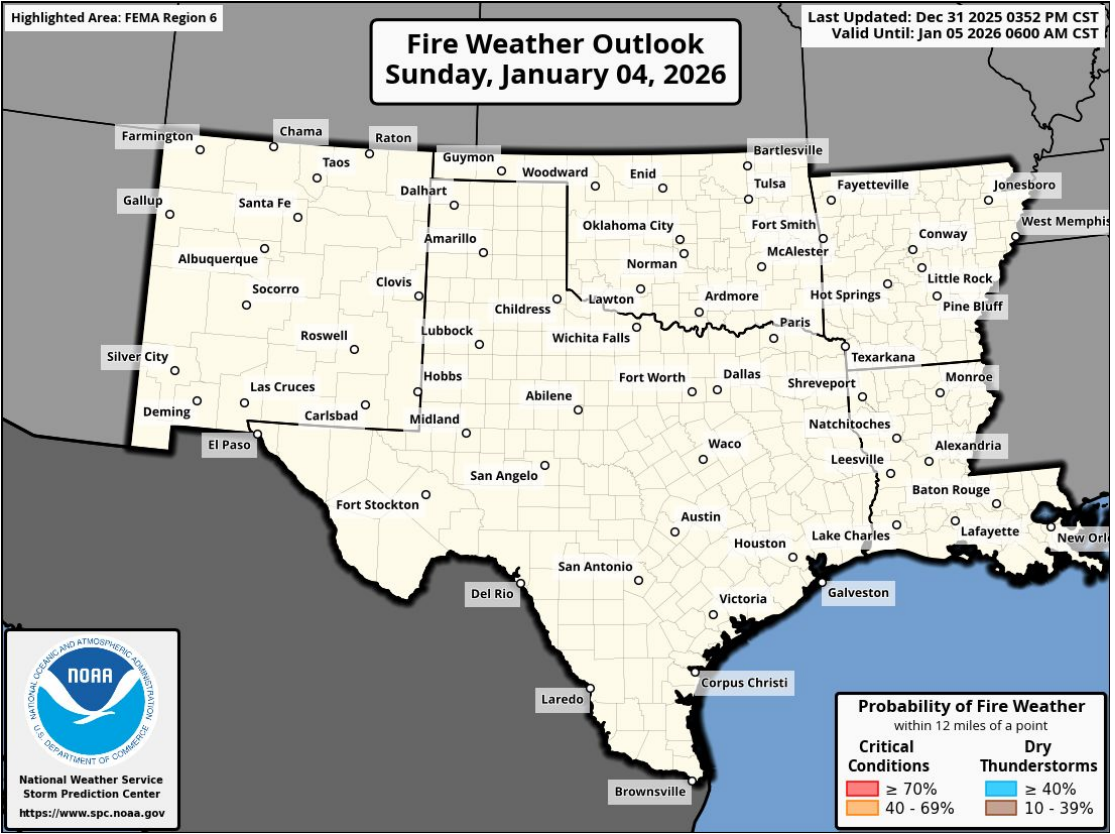 Highlighted Area: FEMA Region 6
Fire Weather Outlook
Sunday, January 04, 2026
Last Updated: Dec 31 2025 0352 PM CST
Valid Until: Jan 05 2026 0600 AM CST
Farmington
Chama
Raton
Taos
Guymon
Woodward
Enid
Bartlesville
Tulsa
Fayetteville
Jonesboro
Gallup
Santa Fe
Dalhart
Oklahoma City
Fort Smith
West Memphis
Albuquerque
Amarillo
Norman
McAlester
Conway
Socorro
Clovis
Childress
Lawton
Ardmore
Hot Springs
Little Rock
Pine Bluff
Roswell
Lubbock
Wichita Falls
Paris
Texarkana
Silver City
Las Cruces
Hobbs
Abilene
Fort Worth
Dallas
Shreveport
Monroe
Deming
Carlsbad
Midland
Natchitoches
El Paso
Waco
Leesville
Alexandria
San Angelo
Fort Stockton
Baton Rouge
Austin
Houston
Lake Charles
Lafayette
New Orl
San Antonio
Del Rio
Victoria
Galveston
Laredo
Corpus Christi
Brownsville
NATIONAL OCEANIC AND ATMOSPHERIC ADMINISTRATION
NOAA
U.S. DEPARTMENT OF COMMERCE
National Weather Service
Storm Prediction Center
https://www.spc.noaa.gov
Probability of Fire Weather
within 12 miles of a point
Critical Conditions
≥ 70%
40 - 69%
Dry Thunderstorms
≥ 40%
10 - 39%